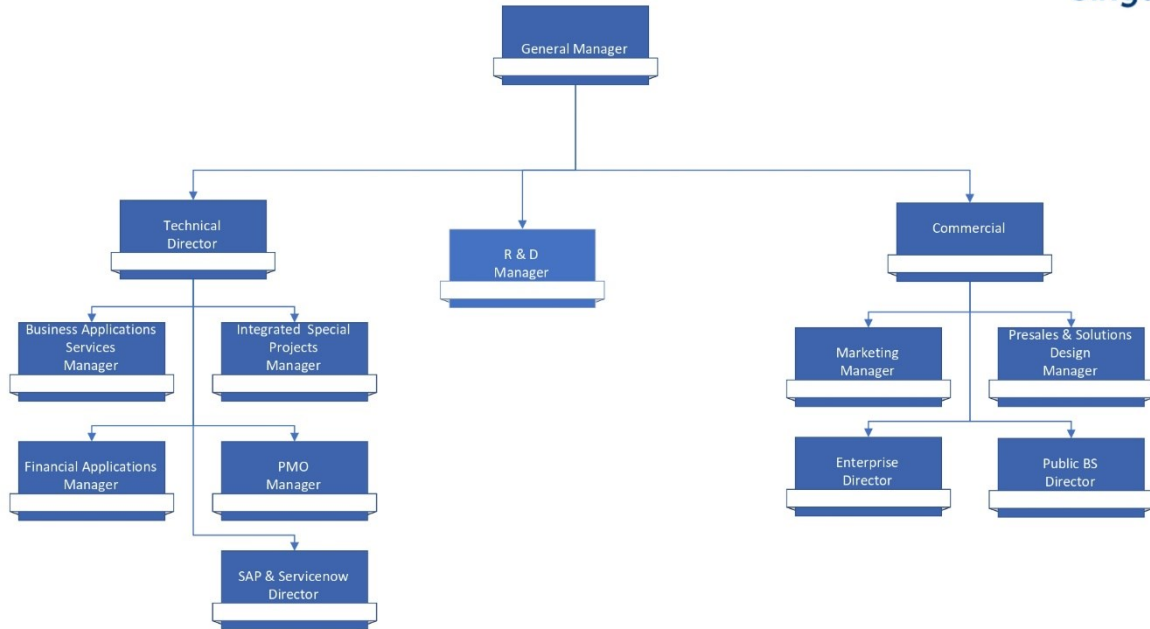 General Manager
Technical
Director
R & D
Manager
Commercial
Business Applications
Services
Manager
Integrated Special
Projects
Manager
Marketing
Manager
Presales & Solutions
Design
Manager
Financial Applications
Manager
PMO
Manager
Enterprise
Director
Public BS
Director
SAP & Servicenow
Director